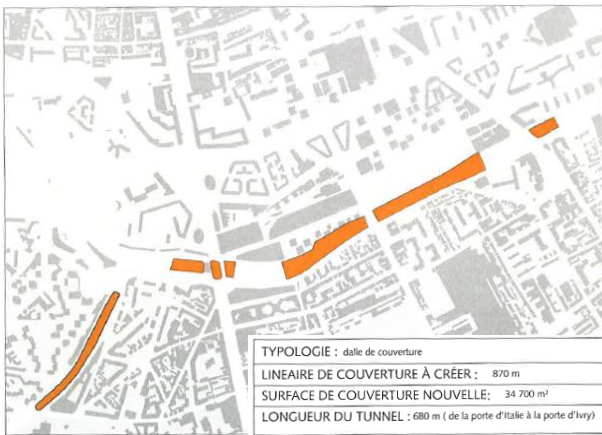 TYPOLOGIE : dalle de couverture
LINEAIRE DE COUVERTURE À CRÉER : 870 m
SURFACE DE COUVERTURE NOUVELLE: 34 700 m²
LONGUEUR DU TUNNEL : 680 m ( de la porte d'Italie à la porte d'Ivry)